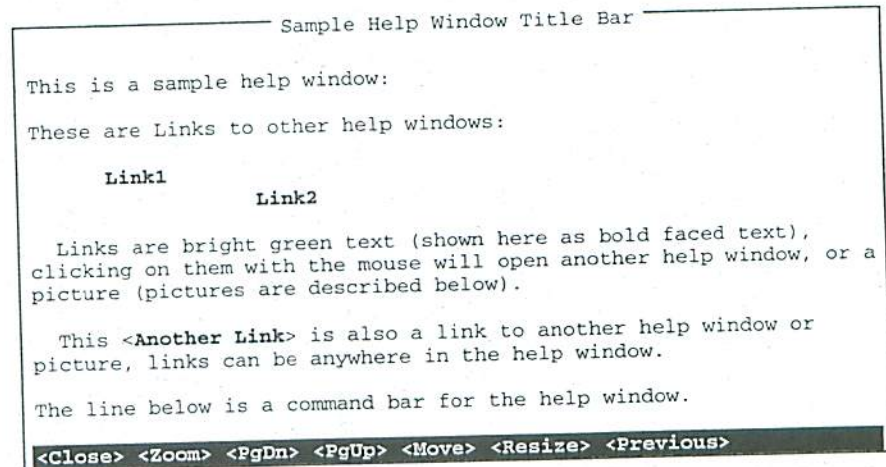 Sample Help Window Title Bar
This is a sample help window:
These are Links to other help windows:
Link1
Link2
Links are bright green text (shown here as bold faced text),
clicking on them with the mouse will open another help window, or a
picture (pictures are described below).
This <Another Link> is also a link to another help window or
picture, links can be anywhere in the help window.
The line below is a command bar for the help window.
<Close> <Zoom> <PgDn> <PgUp> <Move> <Resize> <Previous>